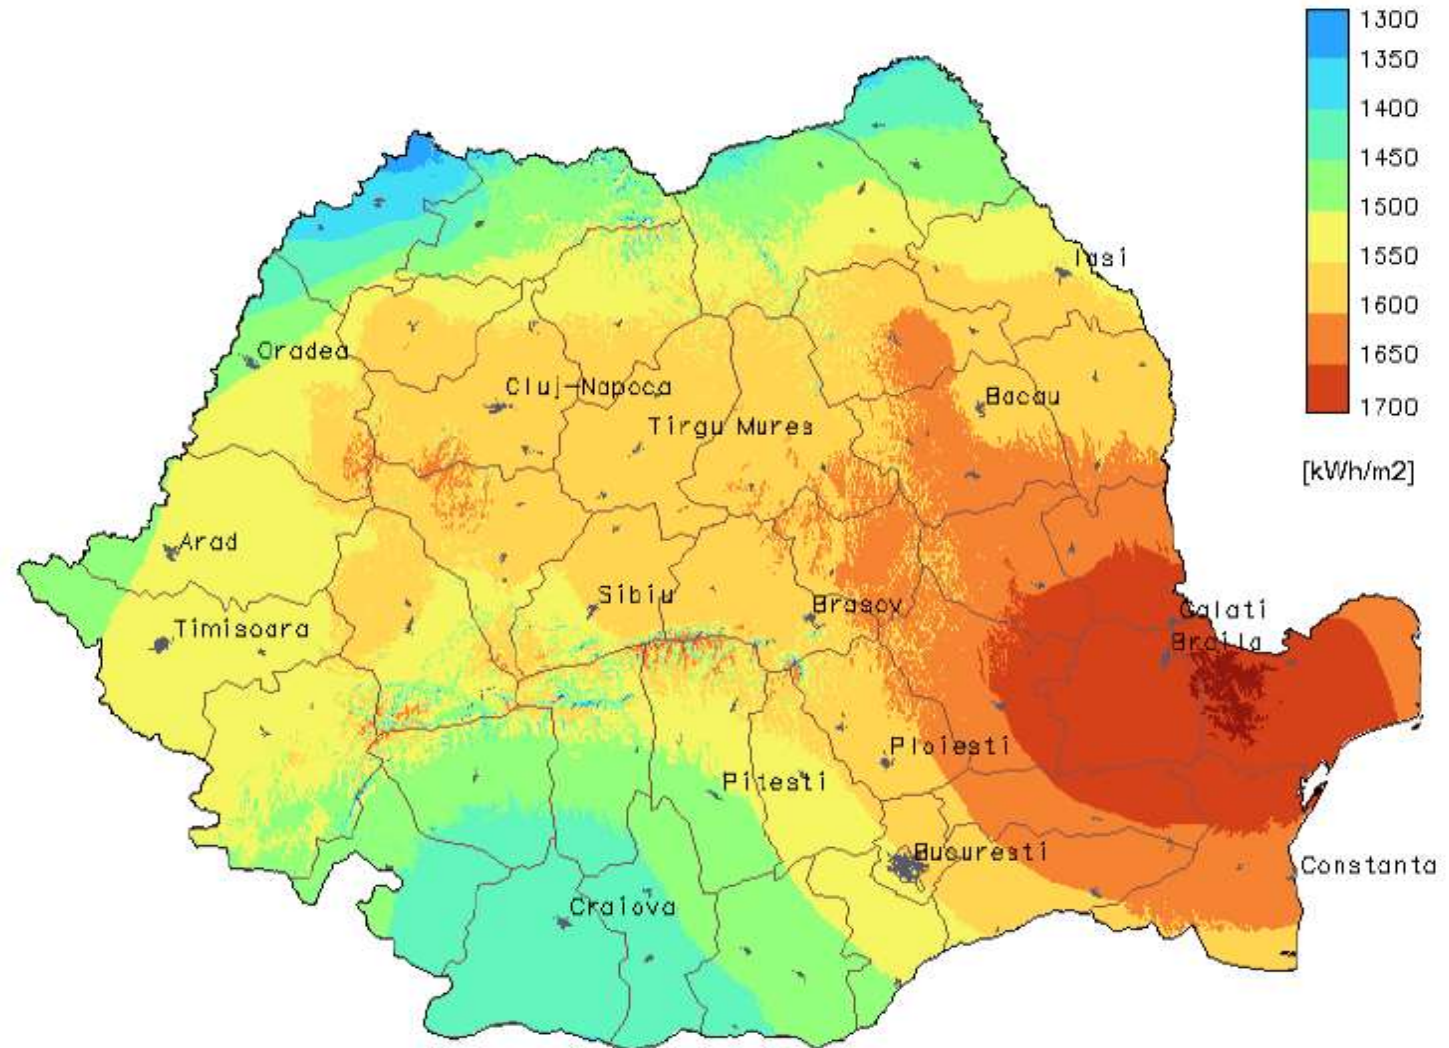 1300
1350
1400
1450
1500
1550
1600
1650
1700
[kWh/m2]
Iasi
Oradea
Cluj-Napoca
Bacau
Tirgu Mures
Arad
Sibiu
Brasov
Galati
Timisoara
Braila
Ploiesti
Pitesti
Bucuresti
Constanta
Craiova